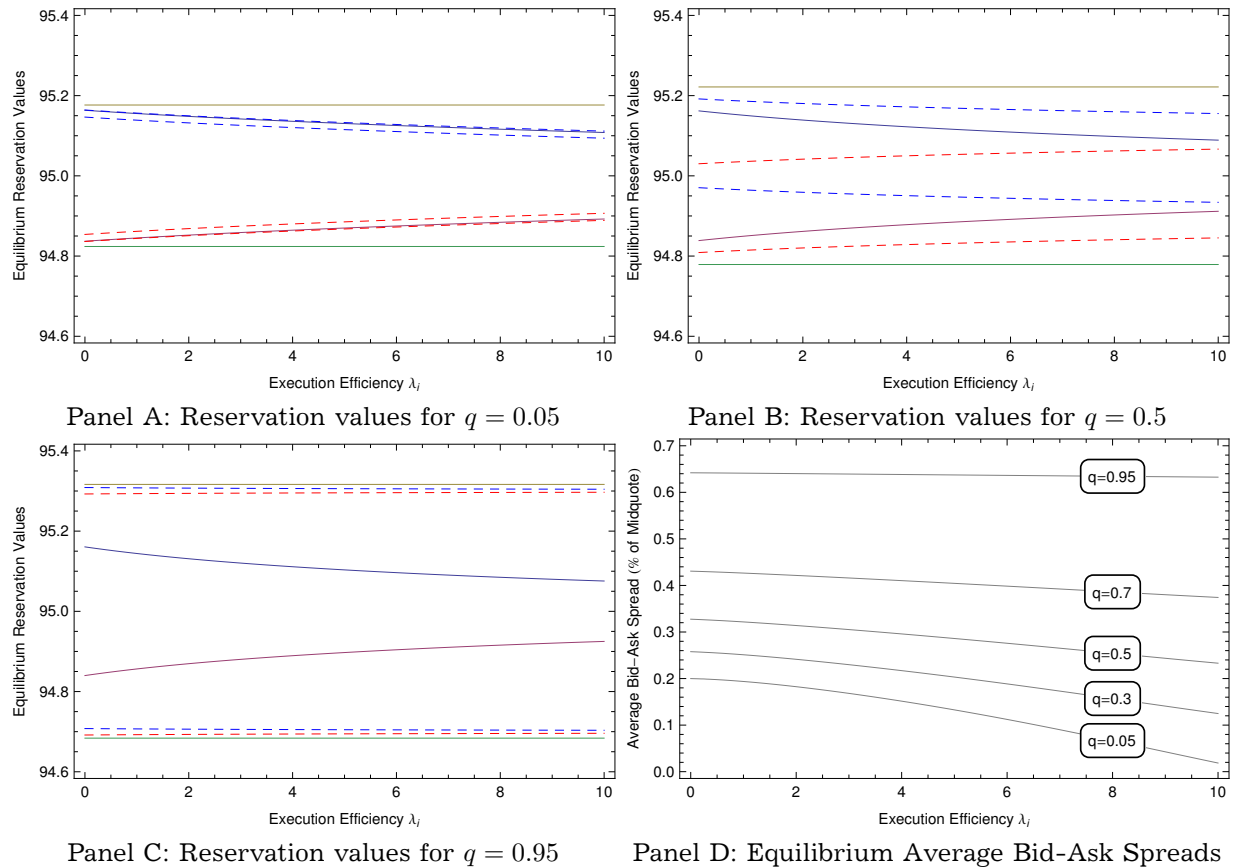 95.4
95.2
95.0
94.8
94.6
Equilibrium Reservation Values
0 2 4 6 8 10
Execution Efficiency λi
Panel A: Reservation values for q = 0.05
95.4
95.2
95.0
94.8
94.6
Equilibrium Reservation Values
0 2 4 6 8 10
Execution Efficiency λi
Panel B: Reservation values for q = 0.5
95.4
95.2
95.0
94.8
94.6
Equilibrium Reservation Values
0 2 4 6 8 10
Execution Efficiency λi
Panel C: Reservation values for q = 0.95
0.7
0.6
0.5
0.4
0.3
0.2
0.1
0.0
Average Bid-Ask Spread (% of Midquote)
q=0.95
q=0.7
q=0.5
q=0.3
q=0.05
0 2 4 6 8 10
Execution Efficiency λi
Panel D: Equilibrium Average Bid-Ask Spreads